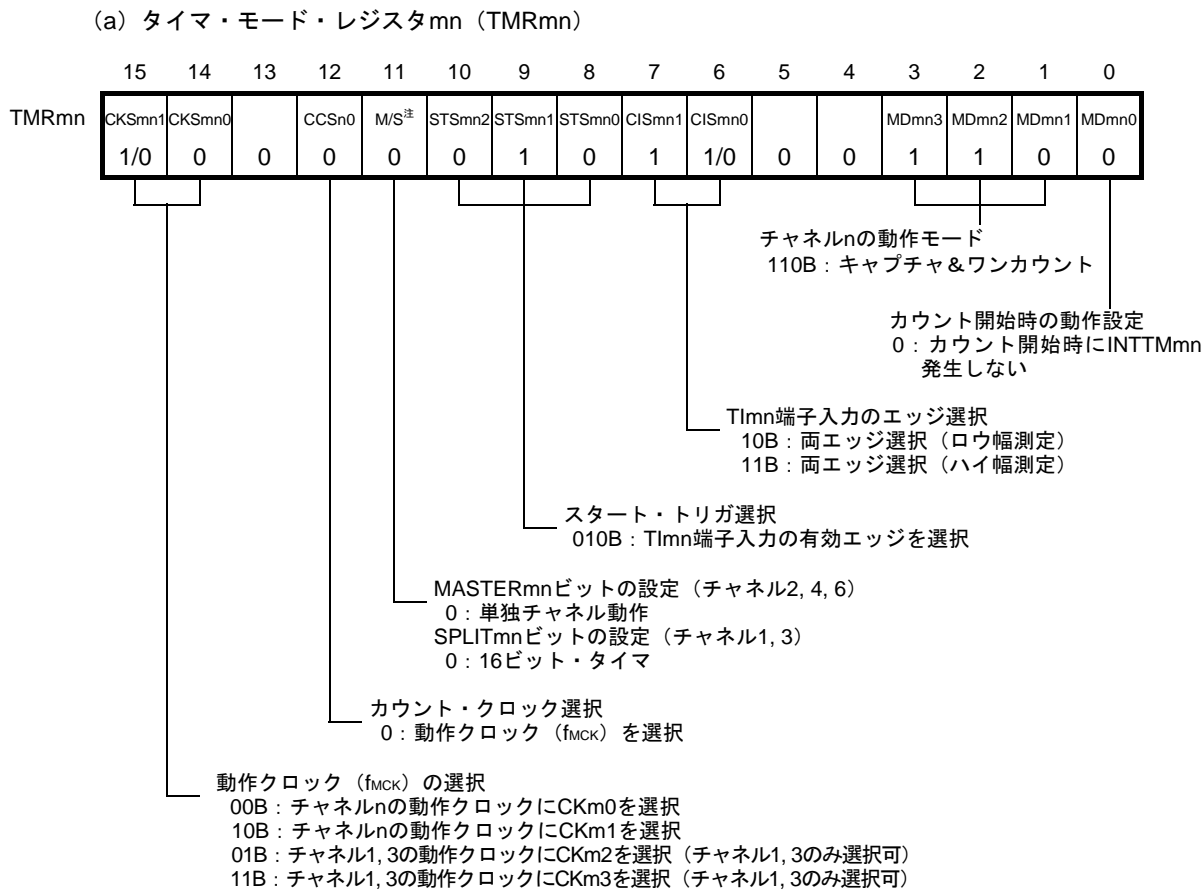 (a) タイマ・モード・レジスタmn（TMRmn）
15 14 13 12 11 10 9 8 7 6 5 4 3 2 1 0
TMRmn CKSmn1 CKSmn0 CCSn0 M/S注 STSmn2 STSmn1 STSmn0 CISmn1 CISmn0 MDmn3 MDmn2 MDmn1 MDmn0
1/0 0 0 0 0 0 1 0 1 1/0 0 0 1 1 0 0
チャネルnの動作モード
110B：キャプチャ＆ワンカウント
カウント開始時の動作設定
0：カウント開始時にINTTMmn
発生しない
TImn端子入力のエッジ選択
10B：両エッジ選択（ロウ幅測定）
11B：両エッジ選択（ハイ幅測定）
スタート・トリガ選択
010B：TImn端子入力の有効エッジを選択
MASTERmnビットの設定（チャネル2, 4, 6）
0：単独チャネル動作
SPLITmnビットの設定（チャネル1, 3）
0：16ビット・タイマ
カウント・クロック選択
0：動作クロック（fMCK）を選択
動作クロック（fMCK）の選択
00B：チャネルnの動作クロックにCKm0を選択
10B：チャネルnの動作クロックにCKm1を選択
01B：チャネル1, 3の動作クロックにCKm2を選択（チャネル1, 3のみ選択可）
11B：チャネル1, 3の動作クロックにCKm3を選択（チャネル1, 3のみ選択可）